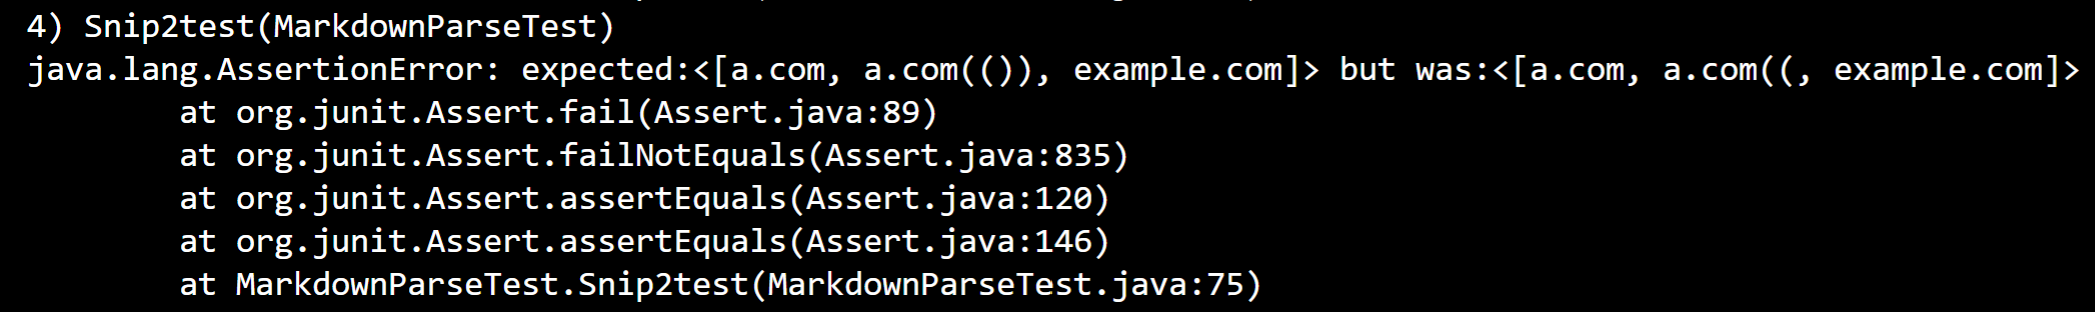 4) Snip2test(MarkdownParseTest)
java.lang.AssertionError: expected:<[a.com, a.com(()), example.com]> but was:<[a.com, a.com((, example.com]>
at org.junit.Assert.fail(Assert.java:89)
at org.junit.Assert.failNotEquals(Assert.java:835)
at org.junit.Assert.assertEquals(Assert.java:120)
at org.junit.Assert.assertEquals(Assert.java:146)
at MarkdownParseTest.Snip2test(MarkdownParseTest.java:75)